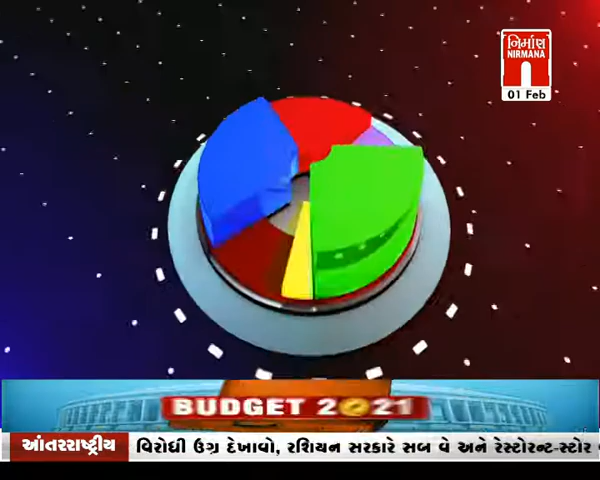 નિર્માણ
NIRMANA
01 Feb
BUDGET 2021
આંતરરાષ્ટ્રીય વિરોધી ઉગ્ર દેખાવો, રશિયન સરકારે સબ વે અને રેસ્ટોરન્ટ-સ્ટોર